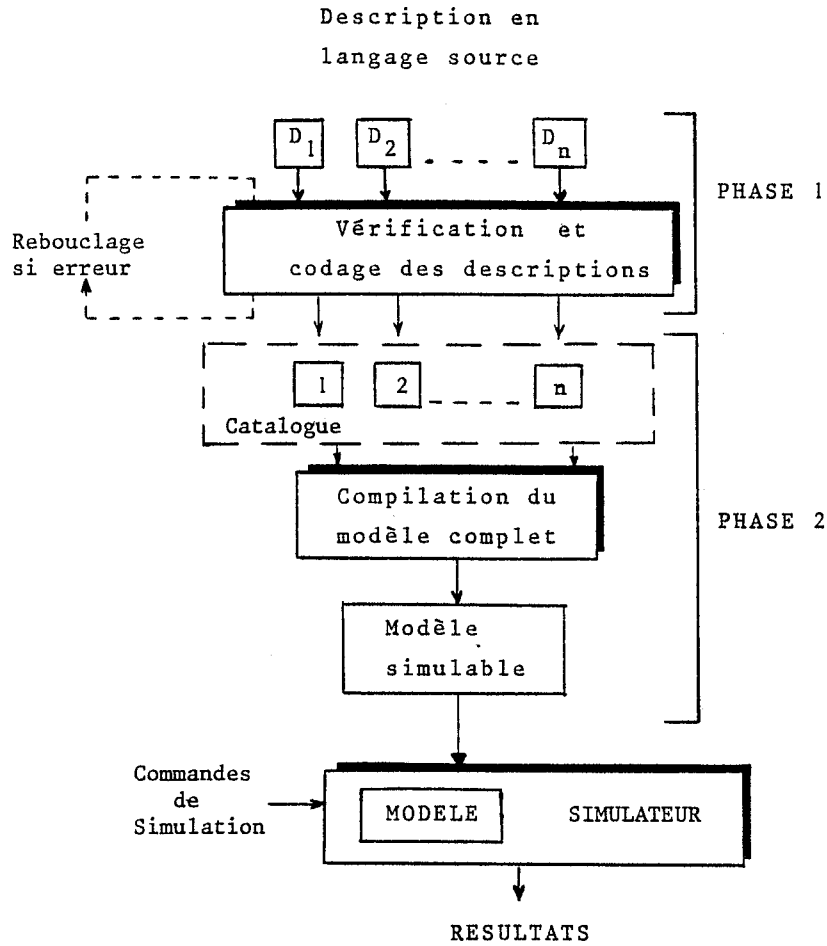 Description en
langage source
D1 D2 Dn
PHASE 1
Vérification et
codage des descriptions
Rebouclage
si erreur
1 2 n
Catalogue
Compilation du
modèle complet
PHASE 2
Modèle
simulable
Commandes
de
Simulation
MODELE SIMULATEUR
RESULTATS